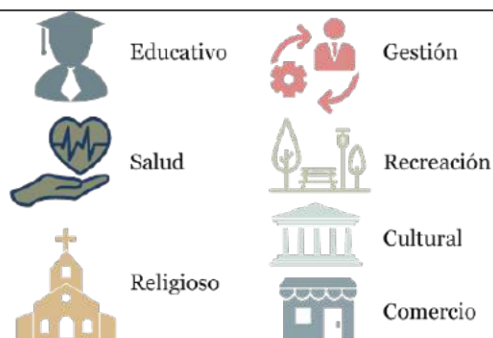 Educativo
Salud
Religioso
Gestión
Recreación
Cultural
Comercio